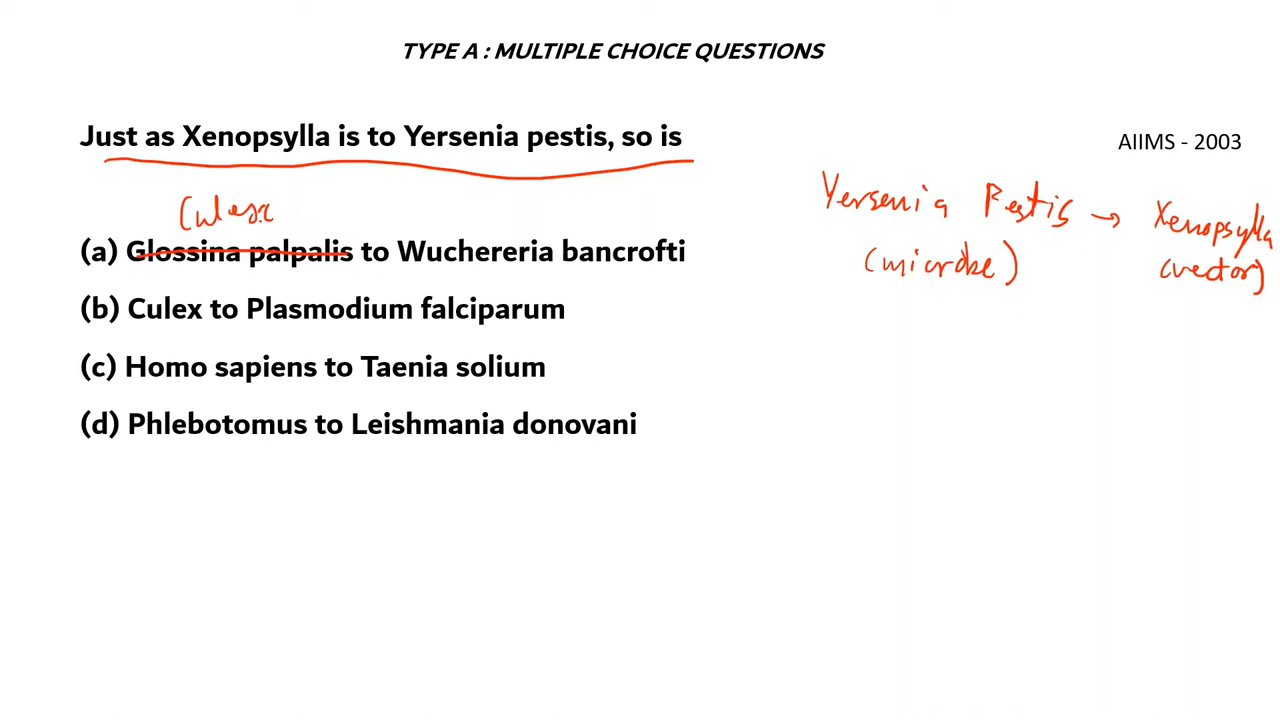 TYPE A : MULTIPLE CHOICE QUESTIONS
Just as Xenopsylla is to Yersenia pestis, so is
AIIMS - 2003
Yersenia Pestis → Xenopsylla
(microbe) (vector)
Culex
(a) Glossina palpalis to Wuchereria bancrofti
(b) Culex to Plasmodium falciparum
(c) Homo sapiens to Taenia solium
(d) Phlebotomus to Leishmania donovani